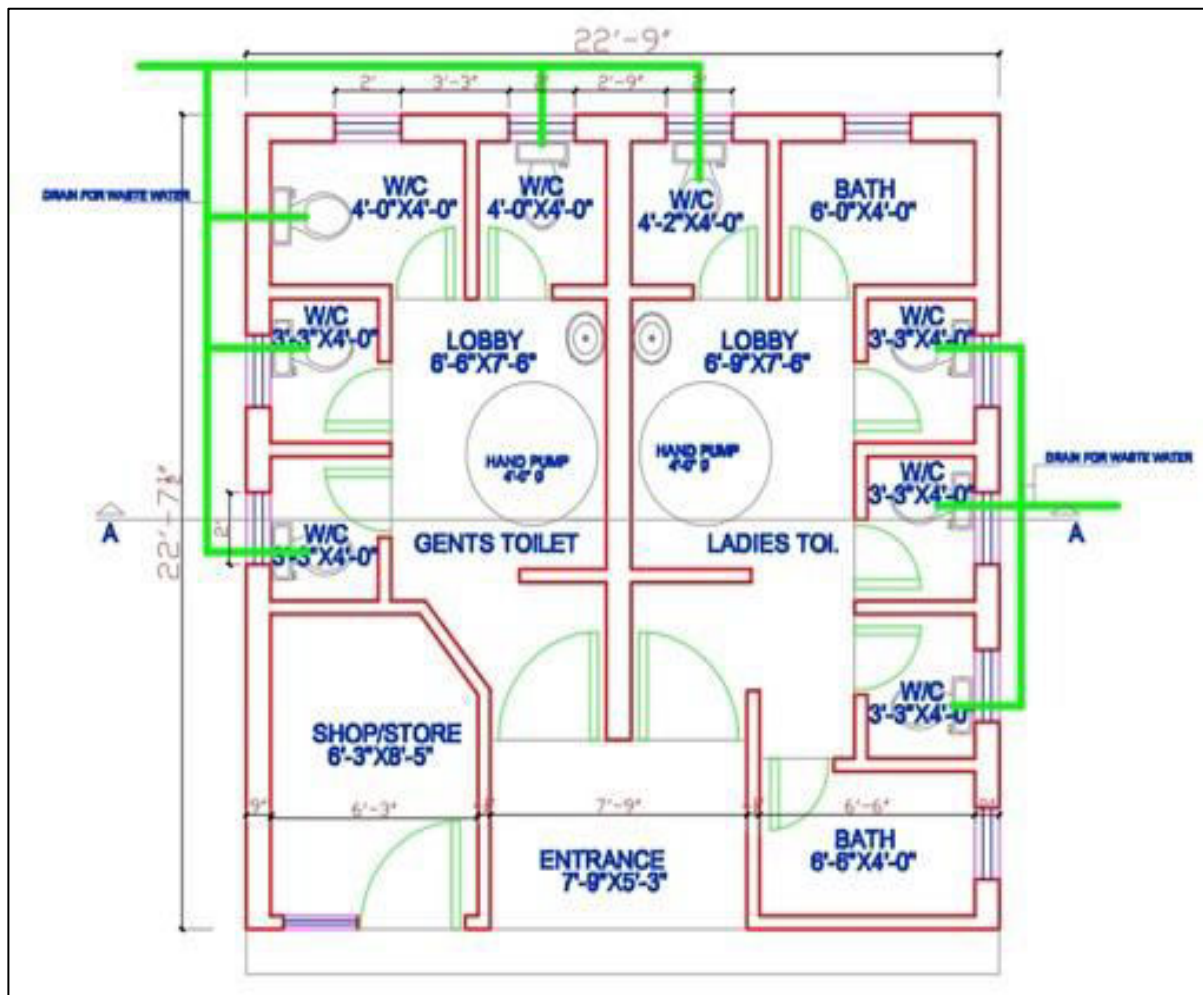 22'-9"
2'
3'-3"
2'
2'-9"
2'
DRAIN FOR WASTE WATER
W/C
4'-0"X4'-0"
W/C
4'-0"X4'-0"
W/C
4'-2"X4'-0"
BATH
6'-0"X4'-0"
W/C
3'-3"X4'-0"
LOBBY
6'-6"X7'-6"
LOBBY
6'-9"X7'-6"
W/C
3'-3"X4'-0"
HAND PUMP
HAND PUMP
DRAIN FOR WASTE WATER
W/C
3'-3"X4'-0"
22'-7½"
A
2'
W/C
3'-3"X4'-0"
GENTS TOILET
LADIES TOI.
A
W/C
3'-3"X4'-0"
SHOP/STORE
6'-3"X8'-5"
9"
6'-3"
7'-9"
6'-6"
ENTRANCE
7'-9"X5'-3"
BATH
6'-6"X4'-0"